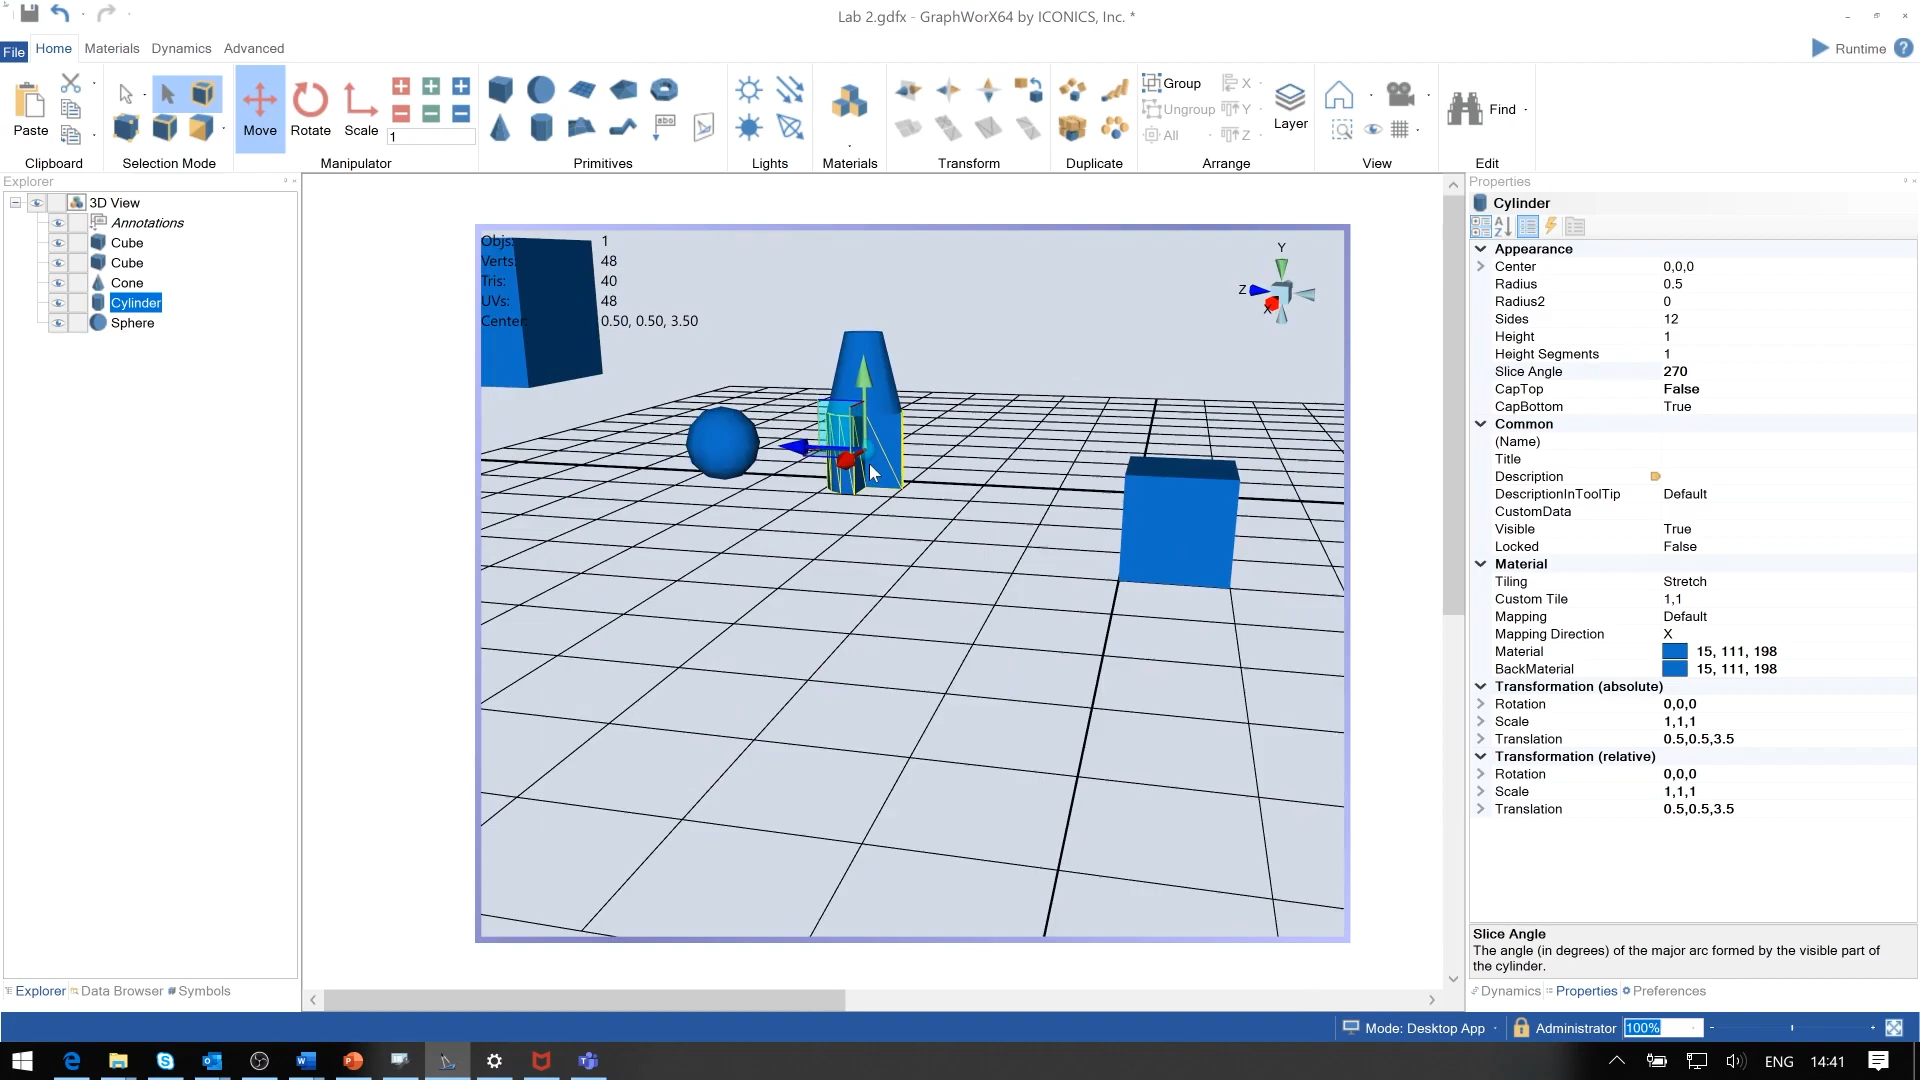 Lab 2.gdfx - GraphWorX64 by ICONICS, Inc. *
File Home Materials Dynamics Advanced
Runtime
Paste
Clipboard
Selection Mode
Move Rotate Scale
1
Manipulator
Primitives
Lights
Materials
Transform
Duplicate
Group X
Ungroup Y
All Z
Layer
Arrange
View
Find
Edit
Explorer
3D View
Annotations
Cube
Cube
Cone
Cylinder
Sphere
Explorer Data Browser Symbols
Objs: 1
Verts: 48
Tris: 40
UVs: 48
Center: 0.50, 0.50, 3.50
Y
Z
X
Properties
Cylinder
Appearance
Center 0,0,0
Radius 0.5
Radius2 0
Sides 12
Height 1
Height Segments 1
Slice Angle 270
CapTop False
CapBottom True
Common
(Name)
Title
Description
DescriptionInToolTip Default
CustomData
Visible True
Locked False
Material
Tiling Stretch
Custom Tile 1,1
Mapping Default
Mapping Direction X
Material 15, 111, 198
BackMaterial 15, 111, 198
Transformation (absolute)
Rotation 0,0,0
Scale 1,1,1
Translation 0.5,0.5,3.5
Transformation (relative)
Rotation 0,0,0
Scale 1,1,1
Translation 0.5,0.5,3.5
Slice Angle
The angle (in degrees) of the major arc formed by the visible part of
the cylinder.
Dynamics Properties Preferences
Mode: Desktop App Administrator 100%
ENG 14:41